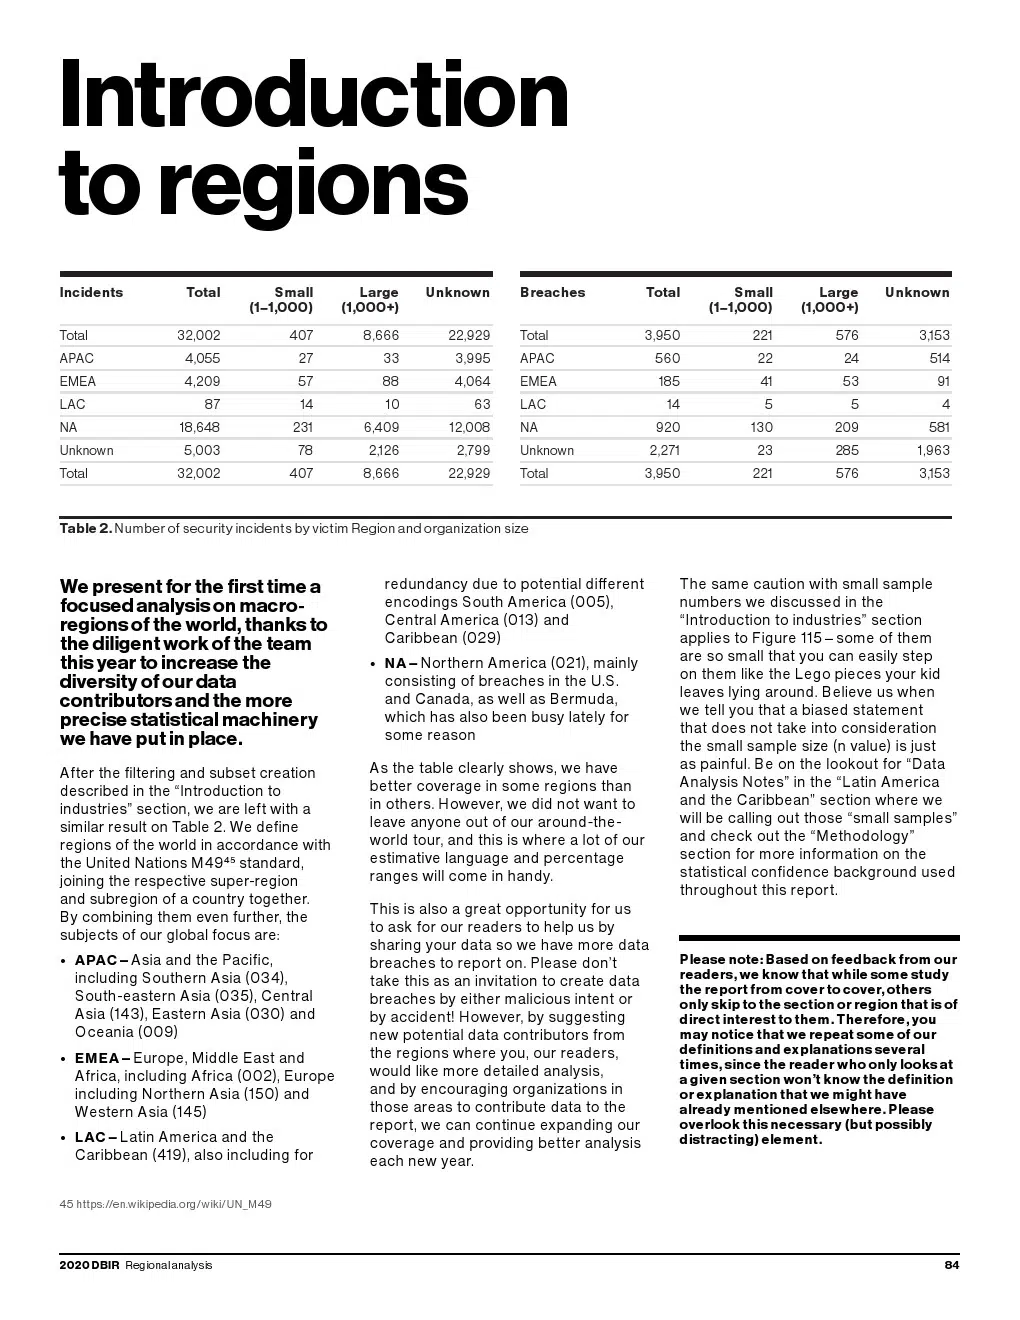 Introduction
to regions
Incidents Total Small Large Unknown
(1–1,000) (1,000+)
Total 32,002 407 8,666 22,929
APAC 4,055 27 33 3,995
EMEA 4,209 57 88 4,064
LAC 87 14 10 63
NA 18,648 231 6,409 12,008
Unknown 5,003 78 2,126 2,799
Total 32,002 407 8,666 22,929
Breaches Total Small Large Unknown
(1–1,000) (1,000+)
Total 3,950 221 576 3,153
APAC 560 22 24 514
EMEA 185 41 53 91
LAC 14 5 5 4
NA 920 130 209 581
Unknown 2,271 23 285 1,963
Total 3,950 221 576 3,153
Table 2. Number of security incidents by victim Region and organization size
We present for the first time a
focused analysis on macro-
regions of the world, thanks to
the diligent work of the team
this year to increase the
diversity of our data
contributors and the more
precise statistical machinery
we have put in place.
After the filtering and subset creation
described in the “Introduction to
industries” section, we are left with a
similar result on Table 2. We define
regions of the world in accordance with
the United Nations M49⁴⁵ standard,
joining the respective super-region
and subregion of a country together.
By combining them even further, the
subjects of our global focus are:
• APAC – Asia and the Pacific,
including Southern Asia (034),
South-eastern Asia (035), Central
Asia (143), Eastern Asia (030) and
Oceania (009)
• EMEA – Europe, Middle East and
Africa, including Africa (002), Europe
including Northern Asia (150) and
Western Asia (145)
• LAC – Latin America and the
Caribbean (419), also including for
redundancy due to potential different
encodings South America (005),
Central America (013) and
Caribbean (029)
• NA – Northern America (021), mainly
consisting of breaches in the U.S.
and Canada, as well as Bermuda,
which has also been busy lately for
some reason
As the table clearly shows, we have
better coverage in some regions than
in others. However, we did not want to
leave anyone out of our around-the-
world tour, and this is where a lot of our
estimative language and percentage
ranges will come in handy.
This is also a great opportunity for us
to ask for our readers to help us by
sharing your data so we have more data
breaches to report on. Please don’t
take this as an invitation to create data
breaches by either malicious intent or
by accident! However, by suggesting
new potential data contributors from
the regions where you, our readers,
would like more detailed analysis,
and by encouraging organizations in
those areas to contribute data to the
report, we can continue expanding our
coverage and providing better analysis
each new year.
The same caution with small sample
numbers we discussed in the
“Introduction to industries” section
applies to Figure 115 – some of them
are so small that you can easily step
on them like the Lego pieces your kid
leaves lying around. Believe us when
we tell you that a biased statement
that does not take into consideration
the small sample size (n value) is just
as painful. Be on the lookout for “Data
Analysis Notes” in the “Latin America
and the Caribbean” section where we
will be calling out those “small samples”
and check out the “Methodology”
section for more information on the
statistical confidence background used
throughout this report.
Please note: Based on feedback from our
readers, we know that while some study
the report from cover to cover, others
only skip to the section or region that is of
direct interest to them. Therefore, you
may notice that we repeat some of our
definitions and explanations several
times, since the reader who only looks at
a given section won’t know the definition
or explanation that we might have
already mentioned elsewhere. Please
overlook this necessary (but possibly
distracting) element.
45 https://en.wikipedia.org/wiki/UN_M49
2020 DBIR Regional analysis 84